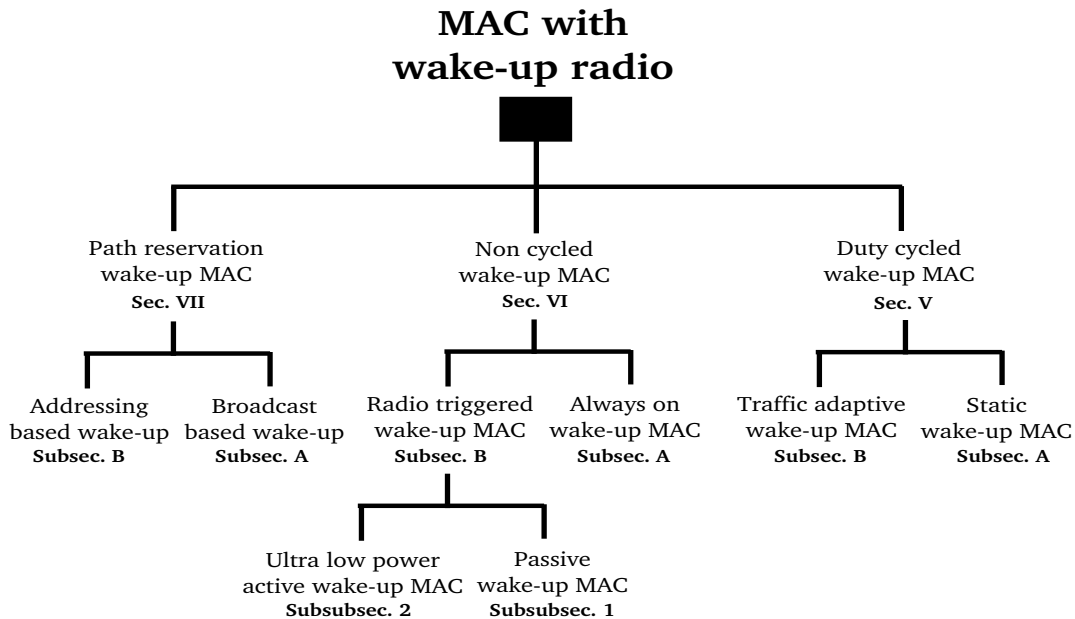 MAC with
wake-up radio
Path reservation
wake-up MAC
Sec. VII
Non cycled
wake-up MAC
Sec. VI
Duty cycled
wake-up MAC
Sec. V
Addressing
based wake-up
Subsec. B
Broadcast
based wake-up
Subsec. A
Radio triggered
wake-up MAC
Subsec. B
Always on
wake-up MAC
Subsec. A
Traffic adaptive
wake-up MAC
Subsec. B
Static
wake-up MAC
Subsec. A
Ultra low power
active wake-up MAC
Subsubsec. 2
Passive
wake-up MAC
Subsubsec. 1